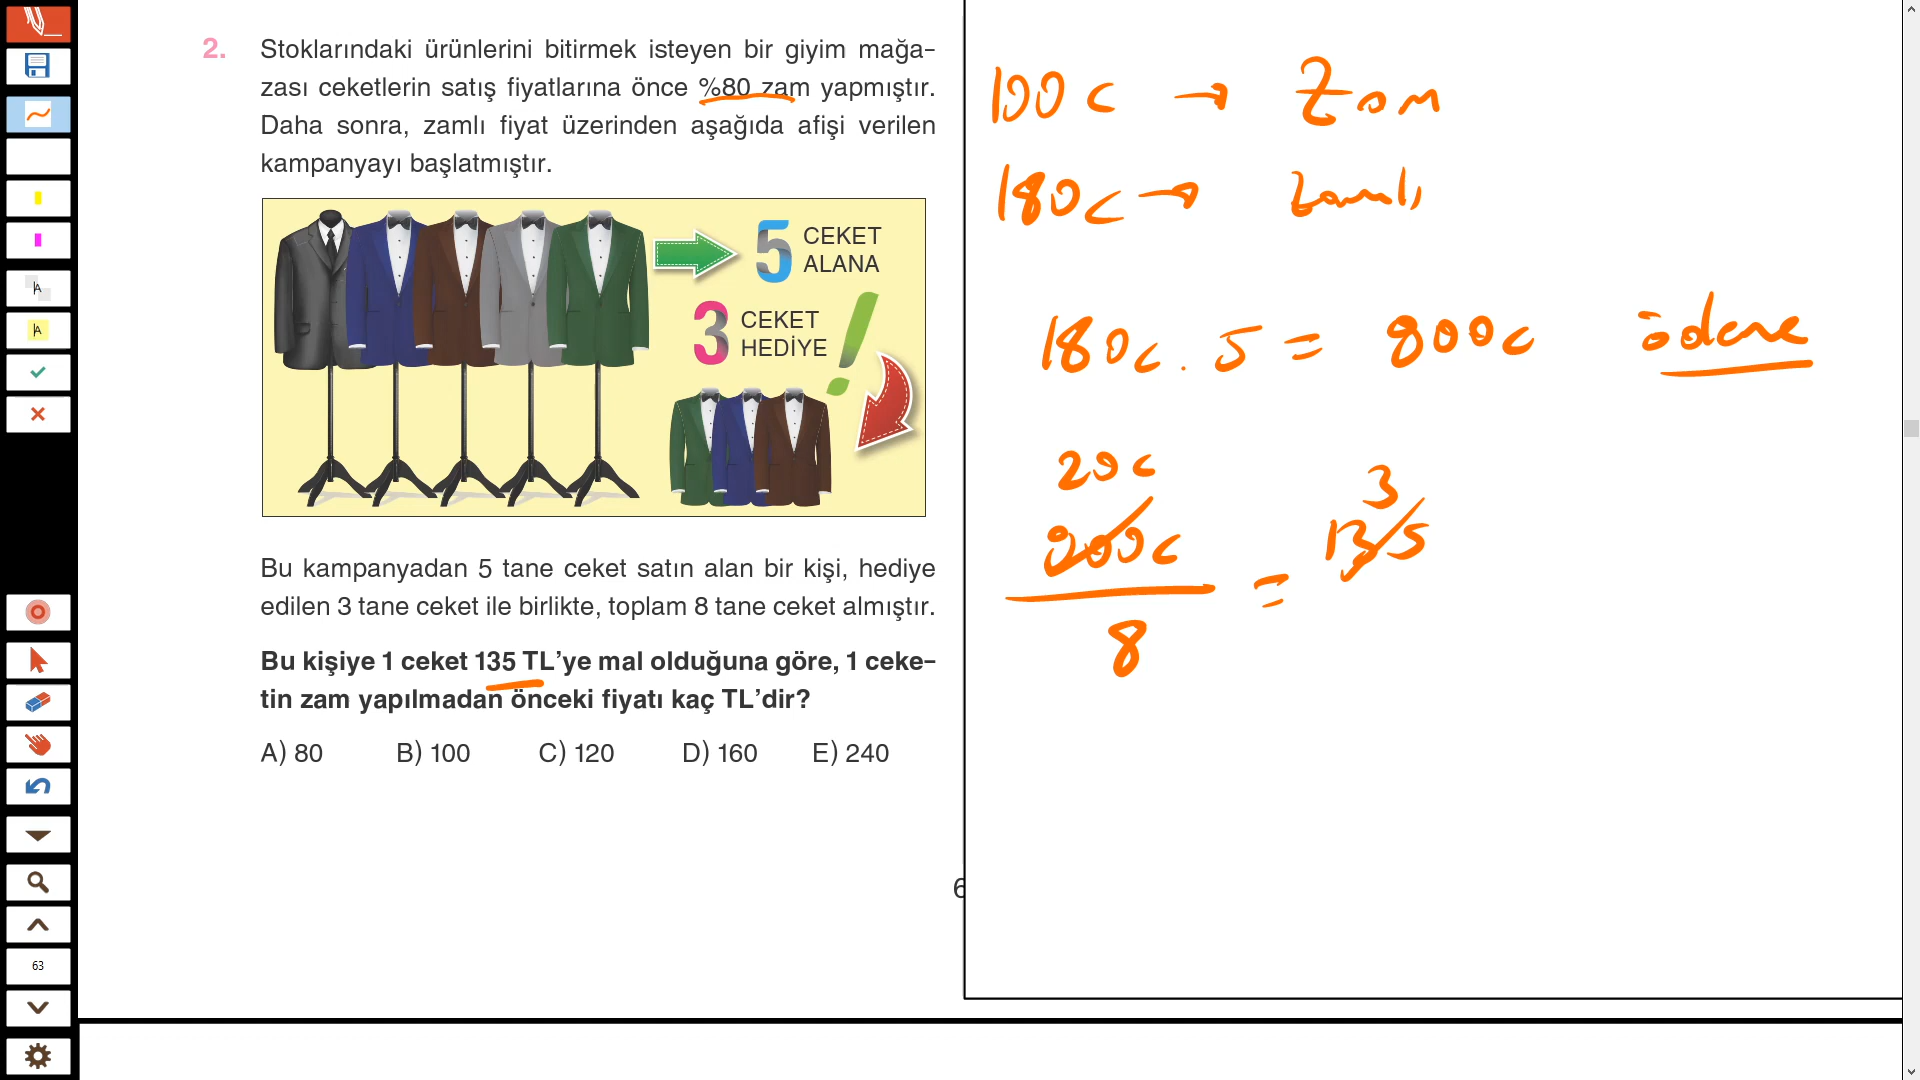 2. Stoklarındaki ürünlerini bitirmek isteyen bir giyim mağa-
zası ceketlerin satış fiyatlarına önce %80 zam yapmıştır.
Daha sonra, zamlı fiyat üzerinden aşağıda afişi verilen
kampanyayı başlatmıştır.
5 CEKET
ALANA
3 CEKET
HEDİYE !
Bu kampanyadan 5 tane ceket satın alan bir kişi, hediye
edilen 3 tane ceket ile birlikte, toplam 8 tane ceket almıştır.
Bu kişiye 1 ceket 135 TL'ye mal olduğuna göre, 1 ceke-
tin zam yapılmadan önceki fiyatı kaç TL'dir?
A) 80 B) 100 C) 120 D) 160 E) 240
6
100c → Zam
180c → Zamlı
180c . 5 = 900c ödene
20c
3
900c = 135
8
A
A
63